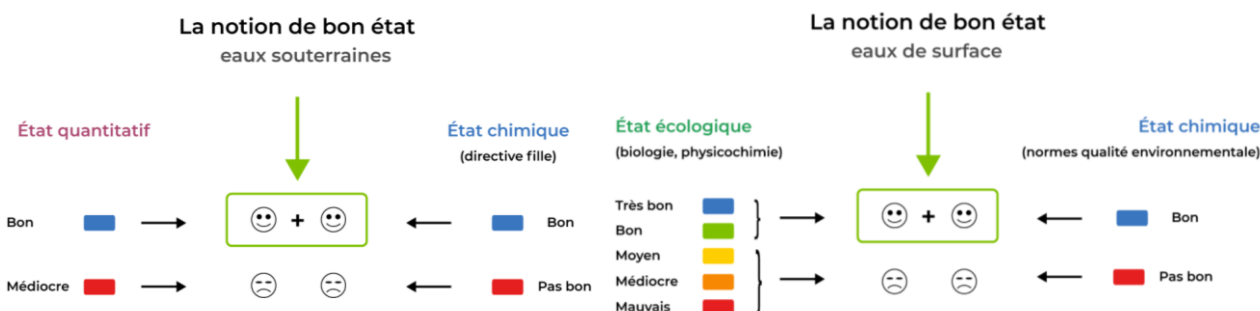 La notion de bon état
eaux souterraines
État quantitatif
État chimique
(directive fille)
Bon
+
Bon
Médiocre
Pas bon
La notion de bon état
eaux de surface
État écologique
(biologie, physicochimie)
État chimique
(normes qualité environnementale)
Très bon
Bon
Moyen
Médiocre
Mauvais
+
Bon
Pas bon